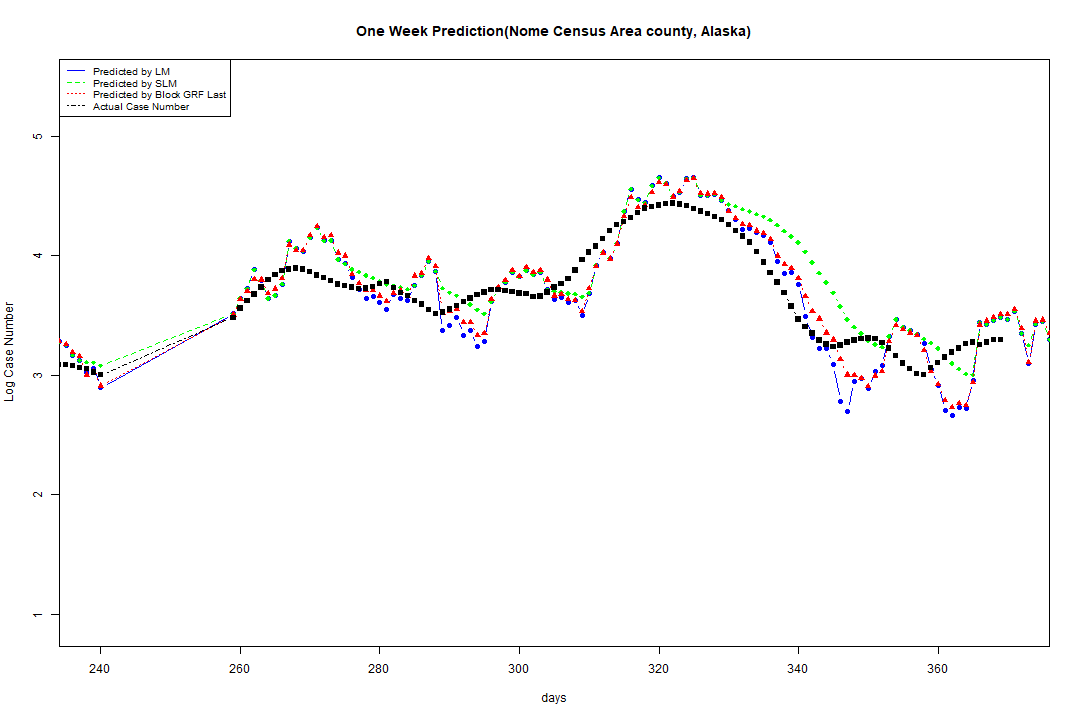 One Week Prediction(Nome Census Area county, Alaska)
Predicted by LM
Predicted by SLM
Predicted by Block GRF Last
Actual Case Number
Log Case Number
5
4
3
2
1
240 260 280 300 320 340 360
days